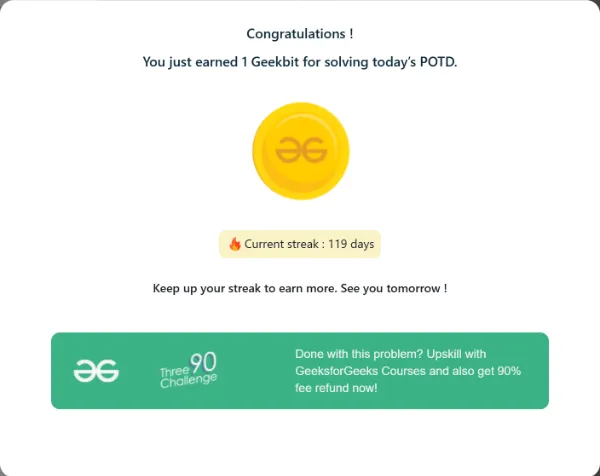 Congratulations !
You just earned 1 Geekbit for solving today's POTD.
Current streak : 119 days
Keep up your streak to earn more. See you tomorrow !
Three 90
Challenge
Done with this problem? Upskill with
GeeksforGeeks Courses and also get 90%
fee refund now!